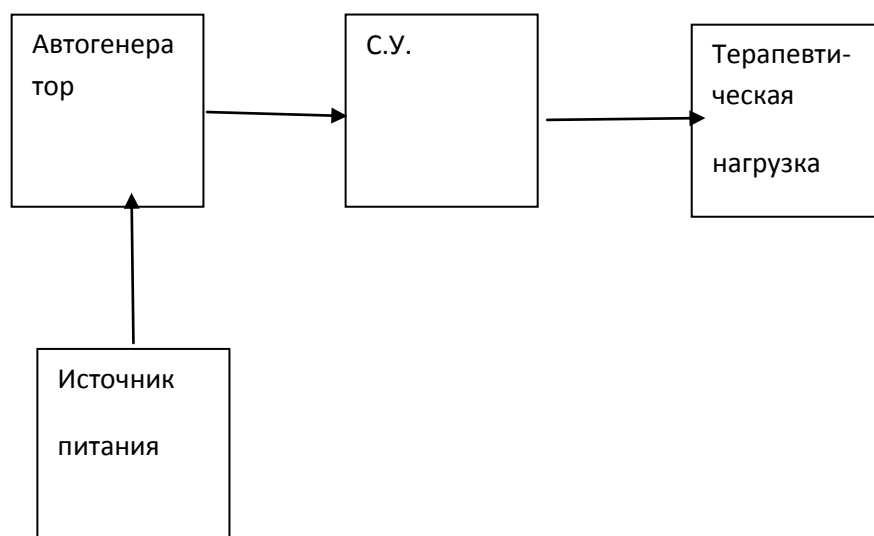 Автогенера
тор
С.У.
Терапевти-
ческая
нагрузка
Источник
питания